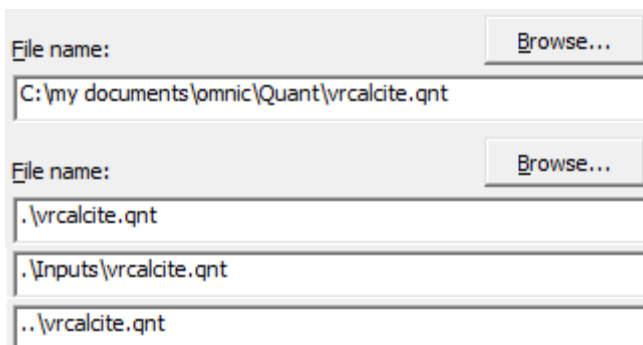 Browse...
File name:
C:\my documents\omnic\Quant\vrcalcite.qnt
Browse...
File name:
.\vrcalcite.qnt
.\Inputs\vrcalcite.qnt
..\vrcalcite.qnt